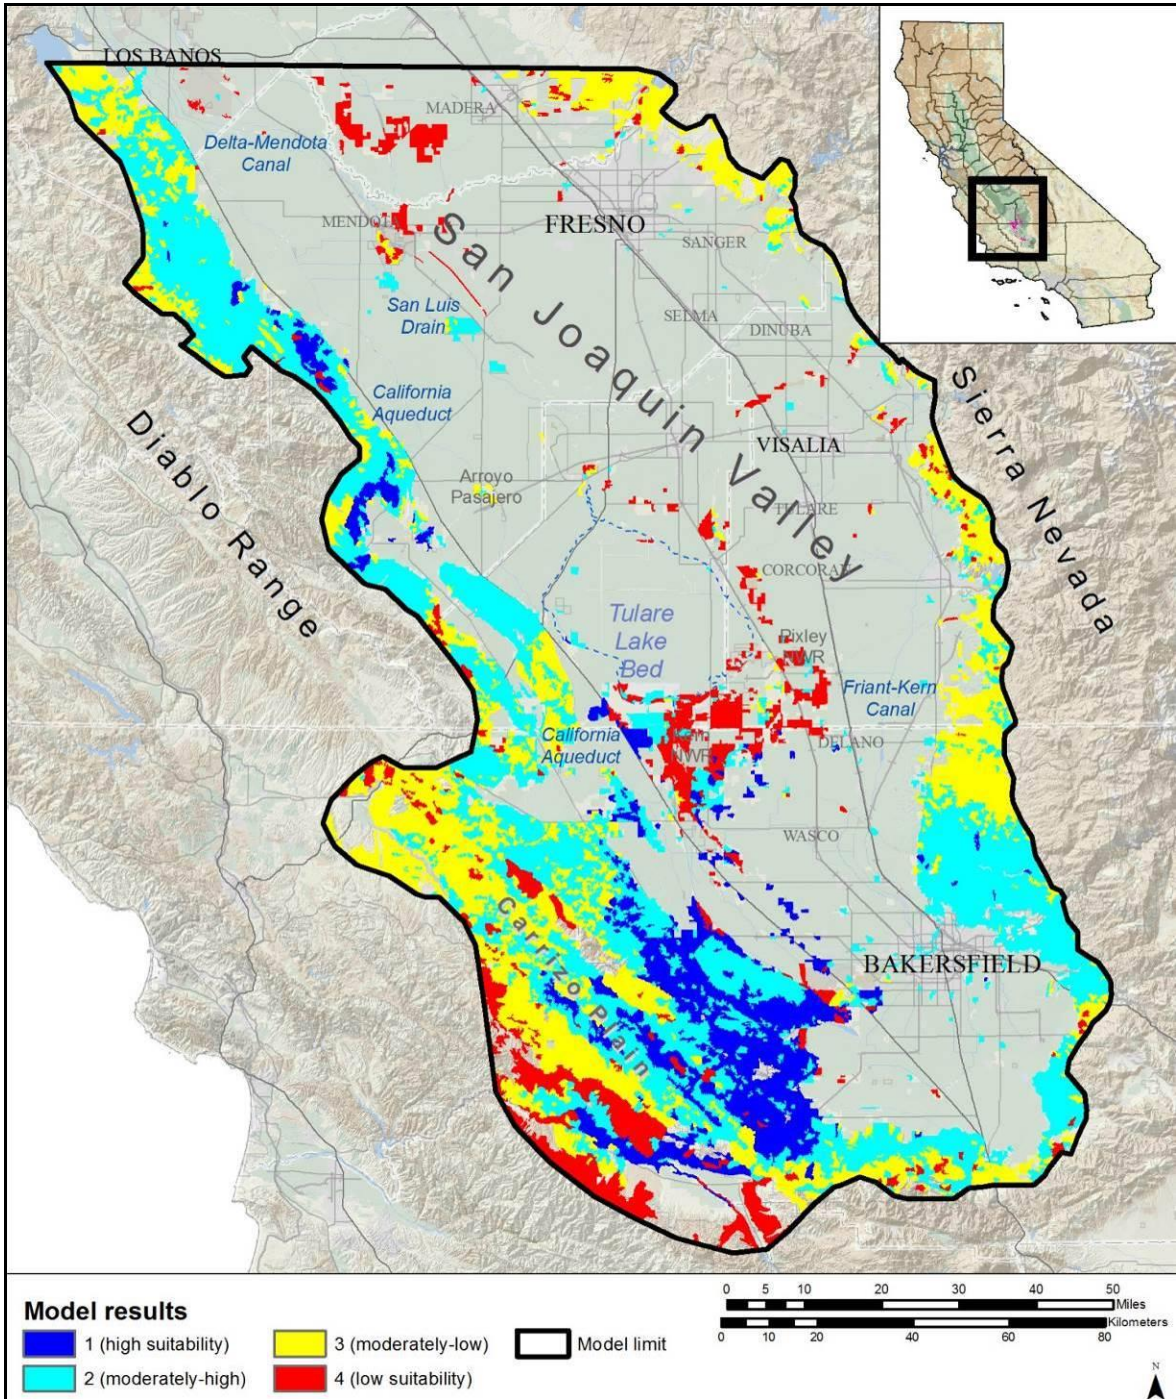 LOS BANOS
MADERA
Delta-Mendota
Canal
MENDOTA
San Joaquin Valley
FRESNO
SANGER
San Luis
Drain
SELMA
DINUBA
California
Aqueduct
Diablo Range
Sierra Nevada
VISALIA
Arroyo
Pasajero
TULARE
CORCORAN
Tulare
Lake
Bed
Pixley
NWR
Friant-Kern
Canal
California
Aqueduct
Kern
NWR
DELANO
WASCO
Carrizo Plain
BAKERSFIELD
Model results
1 (high suitability)
2 (moderately-high)
3 (moderately-low)
4 (low suitability)
Model limit
0 5 10 20 30 40 50
Miles
Kilometers
0 10 20 40 60 80
N